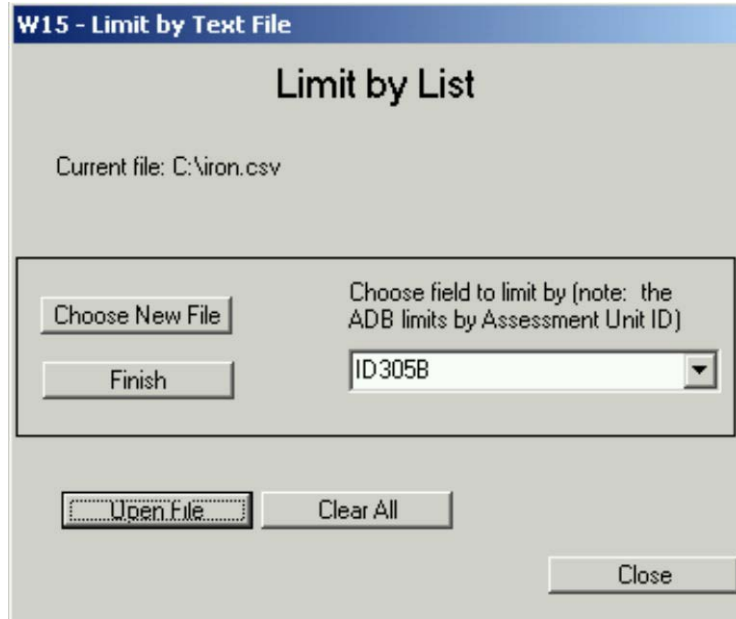 W15 - Limit by Text File
Limit by List
Current file: C:\iron.csv
Choose New File
Finish
Choose field to limit by (note: the
ADB limits by Assessment Unit ID)
ID305B
Open File
Clear All
Close